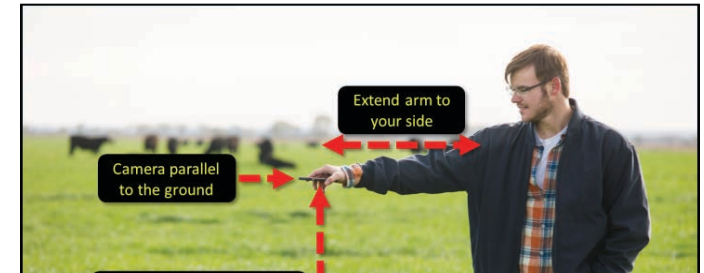 Extend arm to
your side
Camera parallel
to the ground